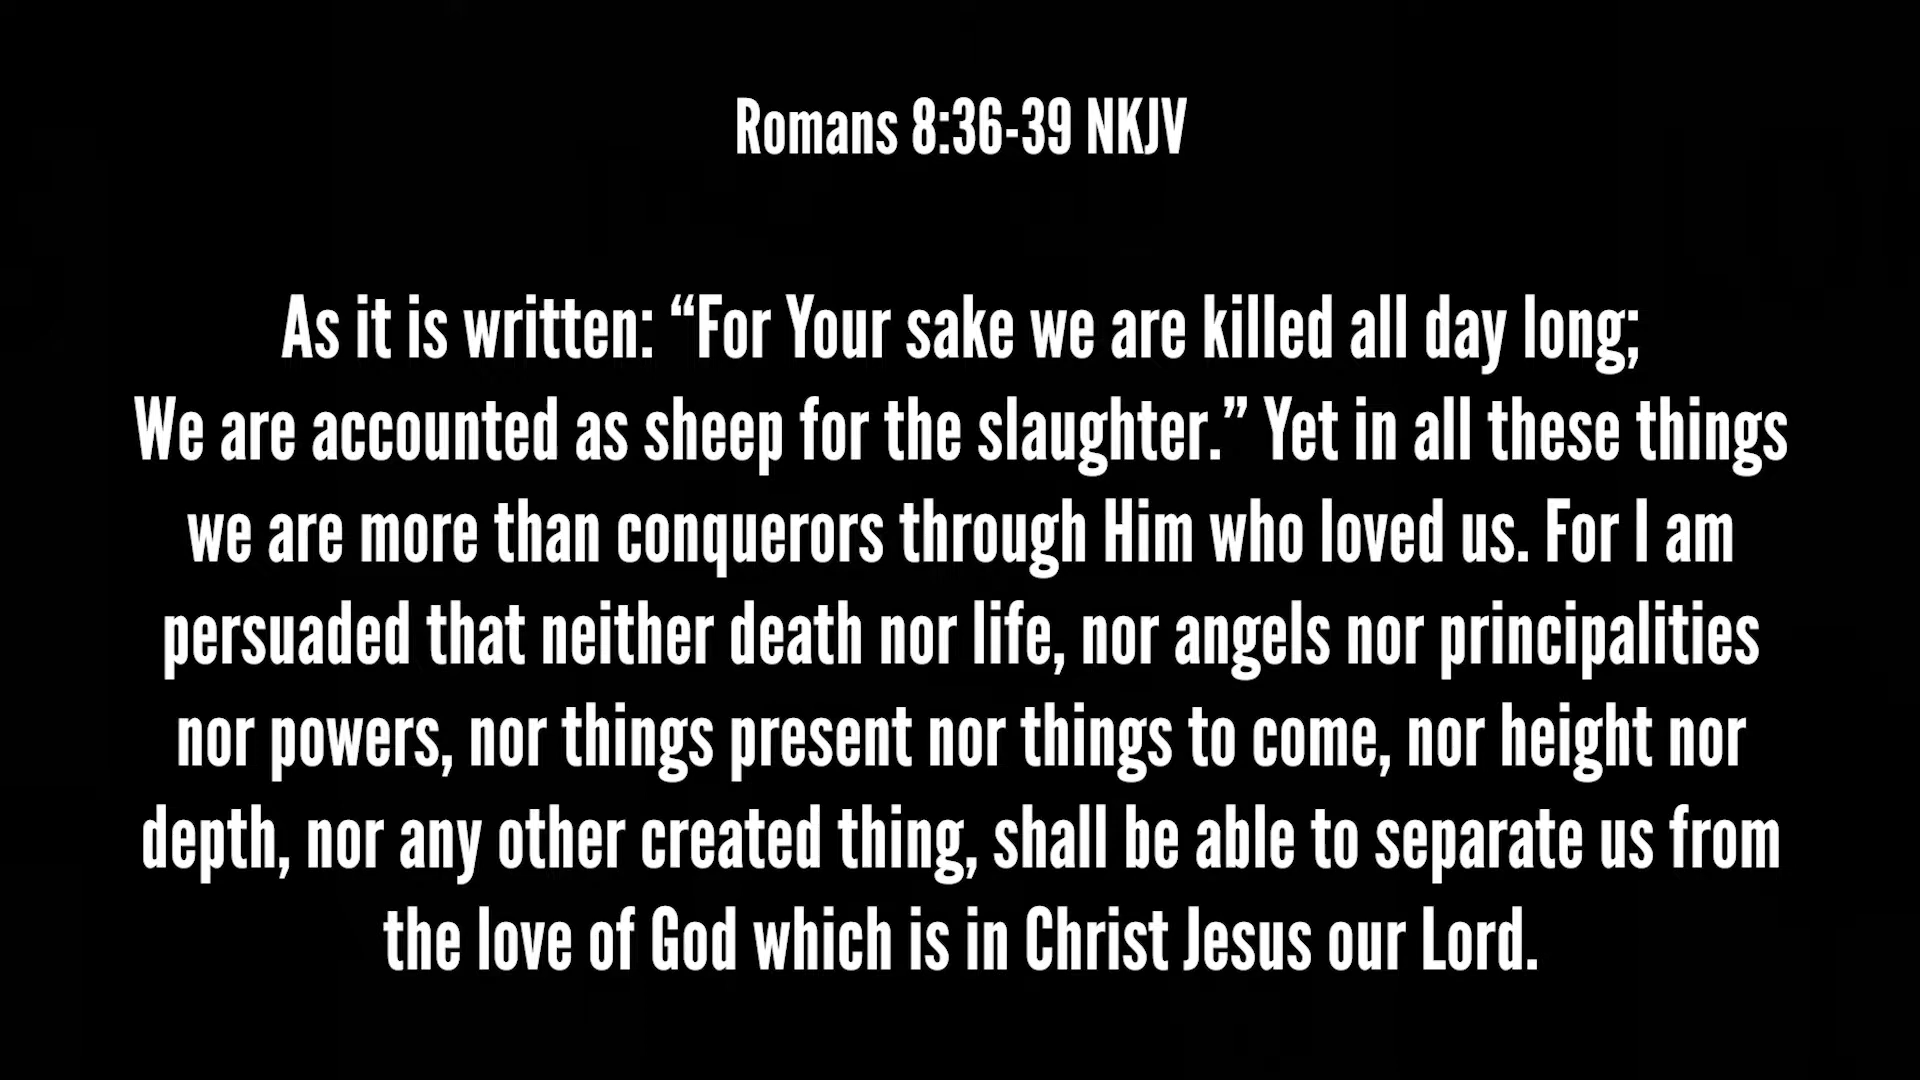 Romans 8:36-39 NKJV
As it is written: “For Your sake we are killed all day long;
We are accounted as sheep for the slaughter.” Yet in all these things
we are more than conquerors through Him who loved us. For I am
persuaded that neither death nor life, nor angels nor principalities
nor powers, nor things present nor things to come, nor height nor
depth, nor any other created thing, shall be able to separate us from
the love of God which is in Christ Jesus our Lord.